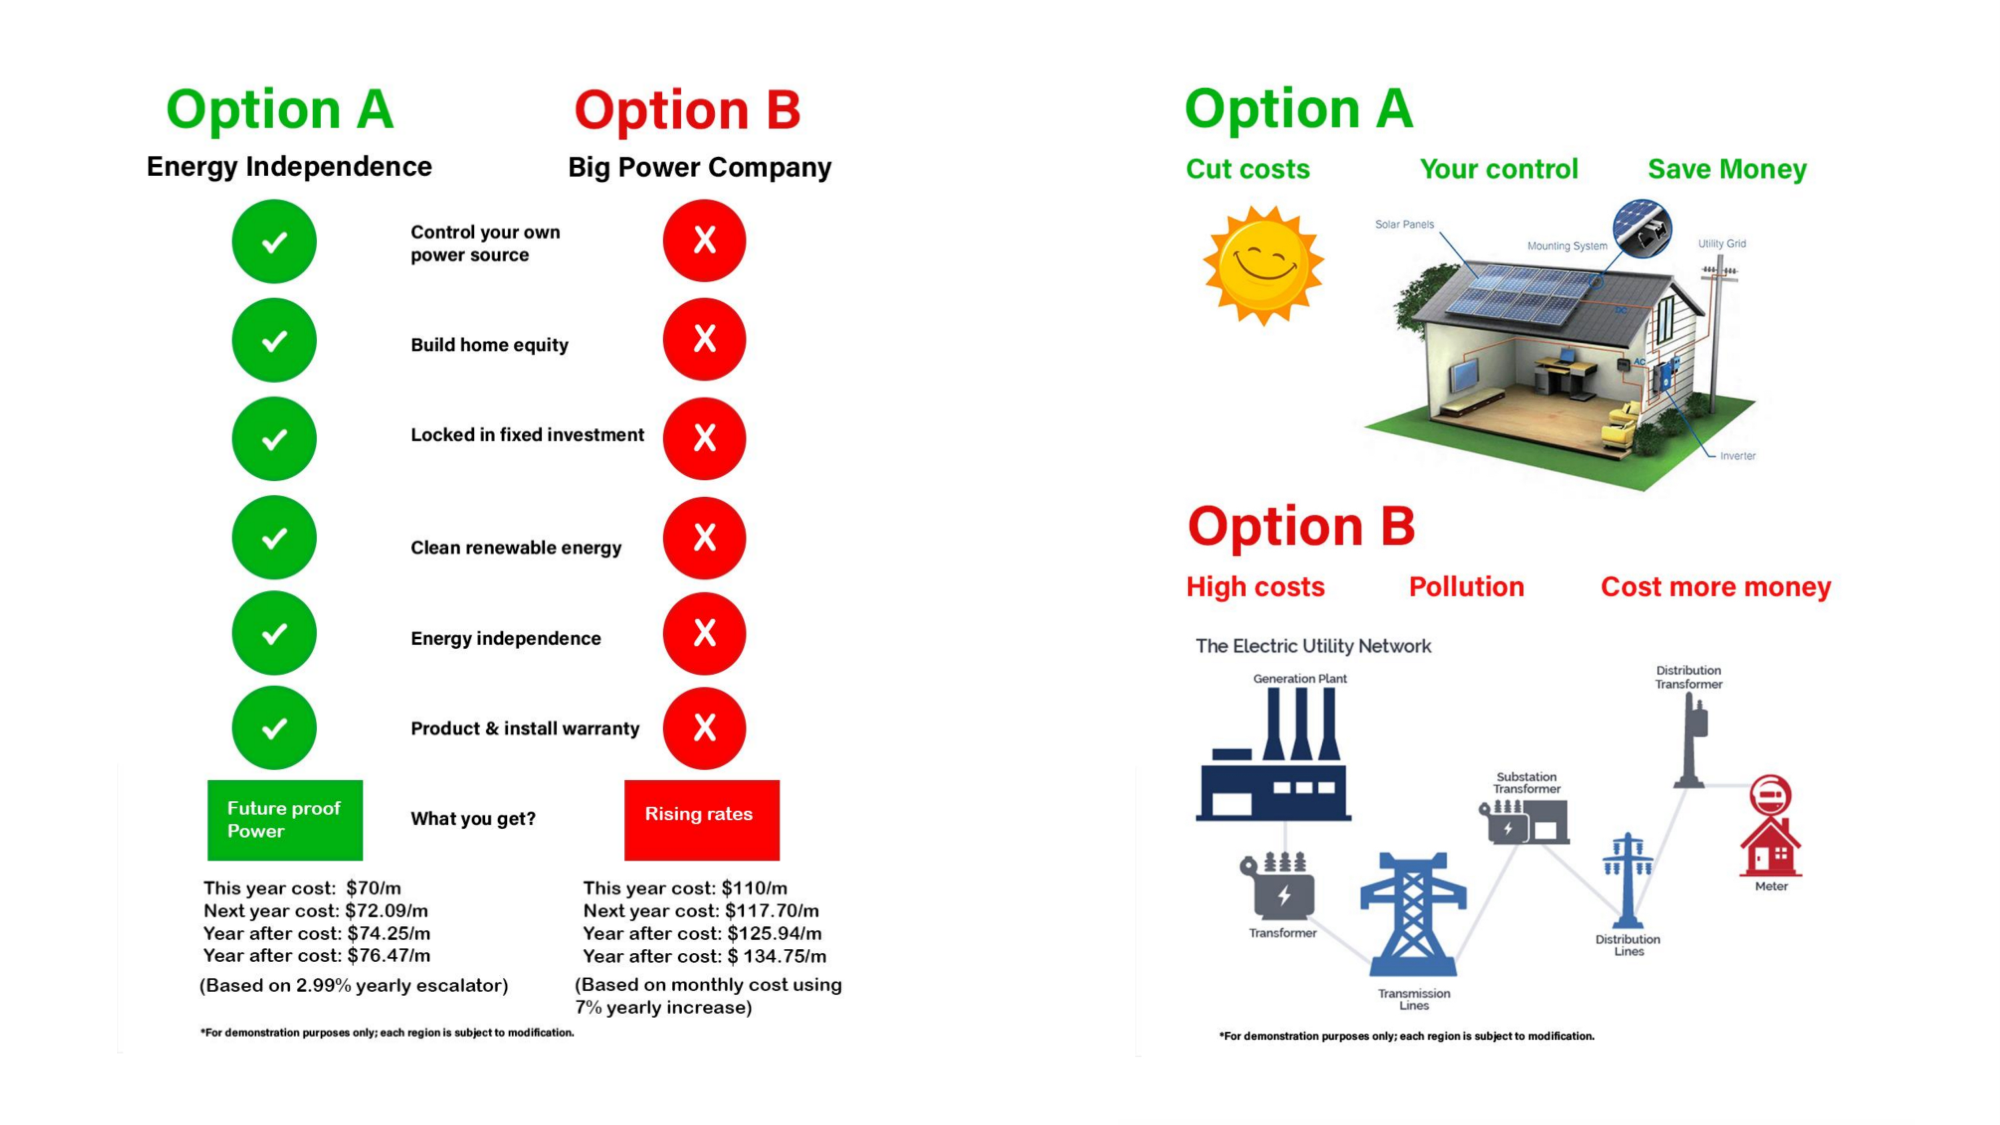 Option A
Option B
Energy Independence
Big Power Company
Control your own
power source
X
Build home equity
X
Locked in fixed investment
X
Clean renewable energy
X
Energy independence
X
Product & install warranty
X
Future proof
Power
What you get?
Rising rates
This year cost: $70/m
Next year cost: $72.09/m
Year after cost: $74.25/m
Year after cost: $76.47/m
(Based on 2.99% yearly escalator)
This year cost: $110/m
Next year cost: $117.70/m
Year after cost: $125.94/m
Year after cost: $ 134.75/m
(Based on monthly cost using
7% yearly increase)
*For demonstration purposes only; each region is subject to modification.
Option A
Cut costs
Your control
Save Money
Solar Panels
Mounting System
Utility Grid
DC
AC
Inverter
Option B
High costs
Pollution
Cost more money
The Electric Utility Network
Generation Plant
Distribution
Transformer
Substation
Transformer
Meter
Transformer
Distribution
Lines
Transmission
Lines
*For demonstration purposes only; each region is subject to modification.